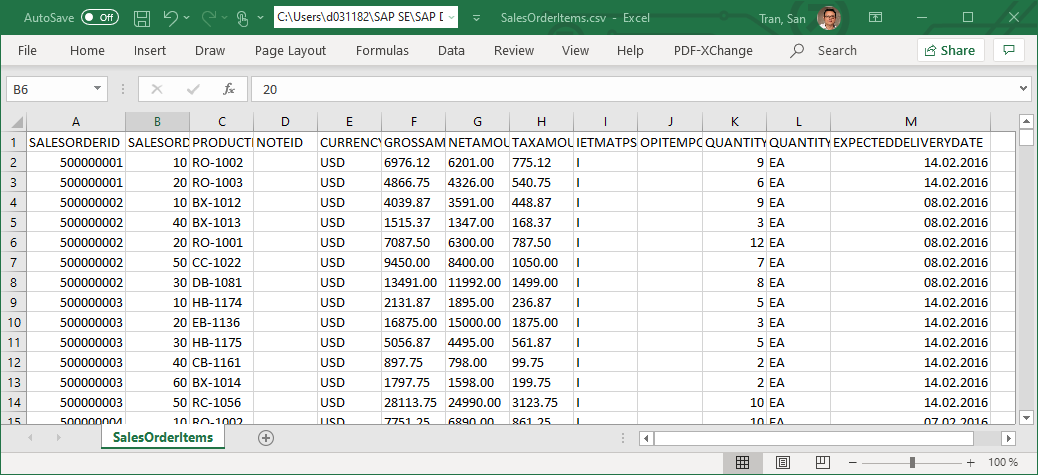 AutoSave Off C:\Users\d031182\SAP SE\SAP D SalesOrderItems.csv - Excel Tran, San
File Home Insert Draw Page Layout Formulas Data Review View Help PDF-XChange Search Share
B6 fx 20
A B C D E F G H I J K L M
1 SALESORDERID SALESORD PRODUCTI NOTEID CURRENCY GROSSAM NETAMOU TAXAMOU IETMATPS OPITEMPO QUANTITY QUANTITY EXPECTEDDELIVERYDATE
2 500000001 10 RO-1002 USD 6976.12 6201.00 775.12 I 9 EA 14.02.2016
3 500000001 20 RO-1003 USD 4866.75 4326.00 540.75 I 6 EA 14.02.2016
4 500000002 10 BX-1012 USD 4039.87 3591.00 448.87 I 9 EA 08.02.2016
5 500000002 40 BX-1013 USD 1515.37 1347.00 168.37 I 3 EA 08.02.2016
6 500000002 20 RO-1001 USD 7087.50 6300.00 787.50 I 12 EA 08.02.2016
7 500000002 50 CC-1022 USD 9450.00 8400.00 1050.00 I 7 EA 08.02.2016
8 500000002 30 DB-1081 USD 13491.00 11992.00 1499.00 I 8 EA 08.02.2016
9 500000003 10 HB-1174 USD 2131.87 1895.00 236.87 I 5 EA 14.02.2016
10 500000003 20 EB-1136 USD 16875.00 15000.00 1875.00 I 3 EA 14.02.2016
11 500000003 30 HB-1175 USD 5056.87 4495.00 561.87 I 5 EA 14.02.2016
12 500000003 40 CB-1161 USD 897.75 798.00 99.75 I 2 EA 14.02.2016
13 500000003 60 BX-1014 USD 1797.75 1598.00 199.75 I 2 EA 14.02.2016
14 500000003 50 RC-1056 USD 28113.75 24990.00 3123.75 I 10 EA 14.02.2016
15 500000004 10 RO-1002 USD 7751.25 6890.00 861.25 I 10 EA 07.02.2016
SalesOrderItems
100 %